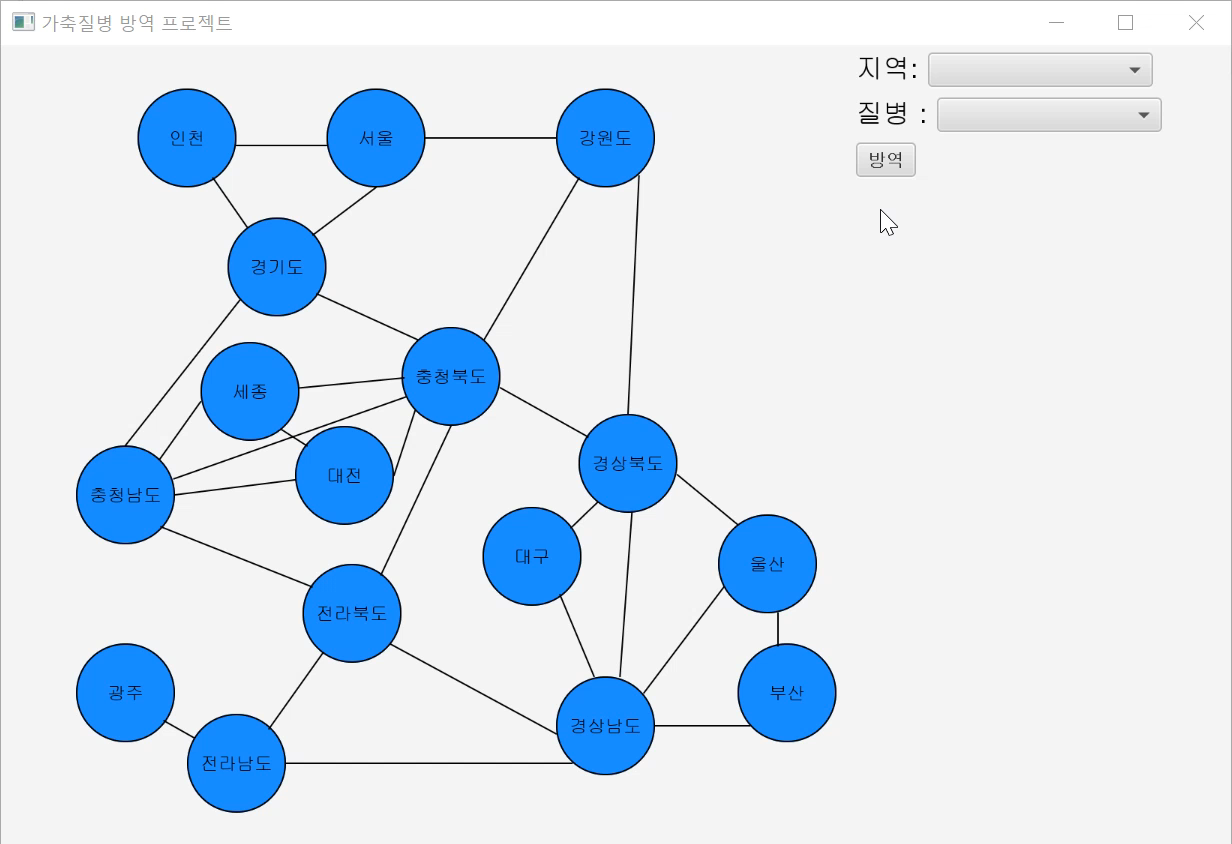 가축질병 방역 프로젝트
지역:
질병 :
방역
인천
서울
강원도
경기도
충청북도
세종
경상북도
대전
충청남도
대구
울산
전라북도
광주
부산
경상남도
전라남도